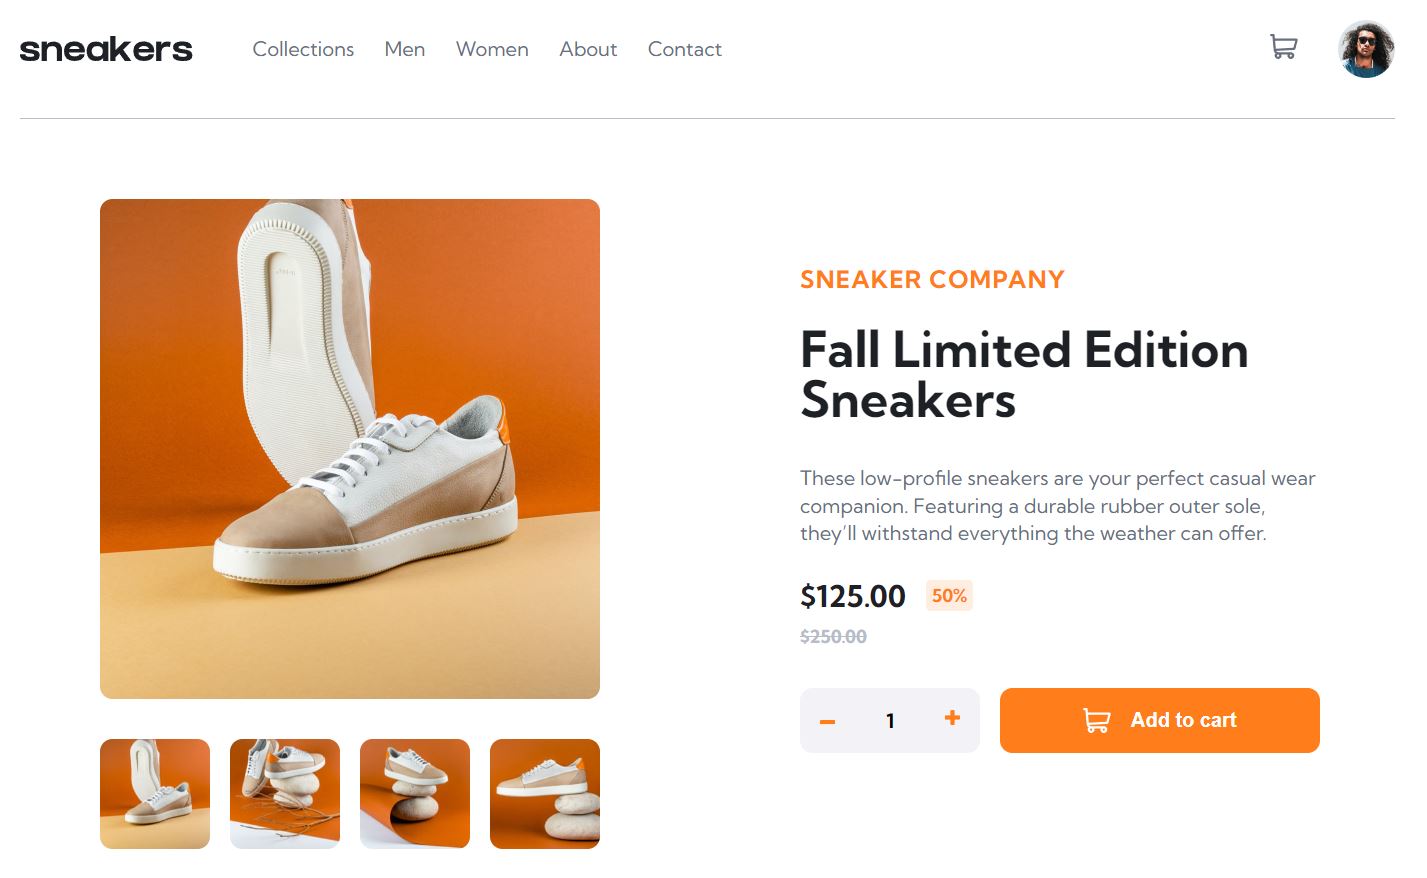 sneakers
Collections
Men
Women
About
Contact
SNEAKER COMPANY
Fall Limited Edition
Sneakers
These low-profile sneakers are your perfect casual wear
companion. Featuring a durable rubber outer sole,
they’ll withstand everything the weather can offer.
$125.00
50%
$250.00
1
Add to cart